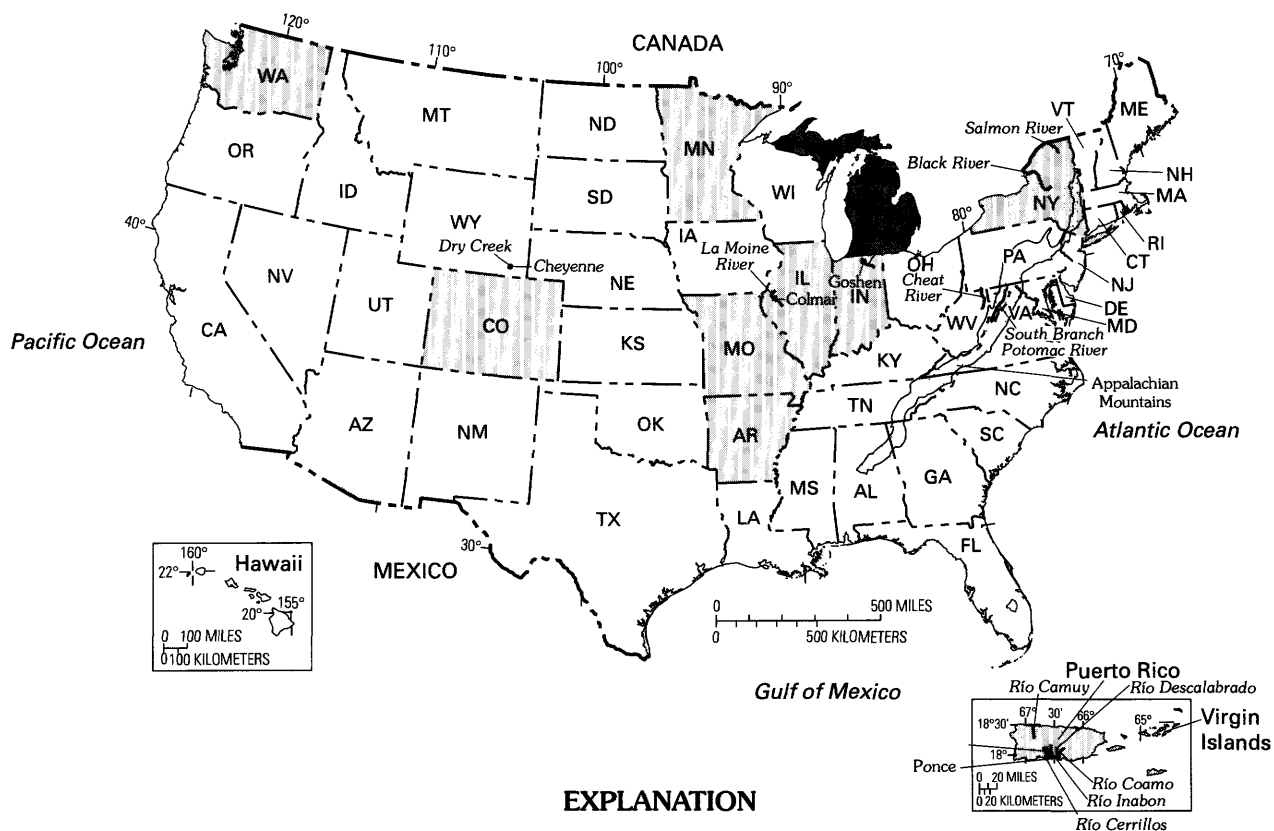 120°
110°
CANADA
100°
90°
70°
WA
MT
ND
MN
VT
ME
Salmon River
Black River
OR
ID
SD
WI
NH
MA
WY
NY
80°
40°
IA
La Moine
River
Dry Creek
Cheyenne
NV
NE
IL
Goshen
IN
Colmar
OH
Cheat
River
PA
RI
CT
NJ
DE
MD
UT
CO
CA
Pacific Ocean
KS
MO
WV
VA
South Branch
Potomac River
KY
Appalachian
Mountains
NC
TN
AZ
NM
OK
AR
SC
Atlantic Ocean
MS
AL
GA
TX
LA
FL
30°
MEXICO
160°
Hawaii
22°
155°
20°
0 100 MILES
0 100 KILOMETERS
0 500 MILES
0 500 KILOMETERS
Gulf of Mexico
Puerto Rico
Río Camuy
Río Descalabrado
67° 30' 66°
65°
18°30'
Virgin
Islands
18°
Ponce
0 20 MILES
0 20 KILOMETERS
Río Coamo
Río Inabon
Río Cerrillos
EXPLANATION